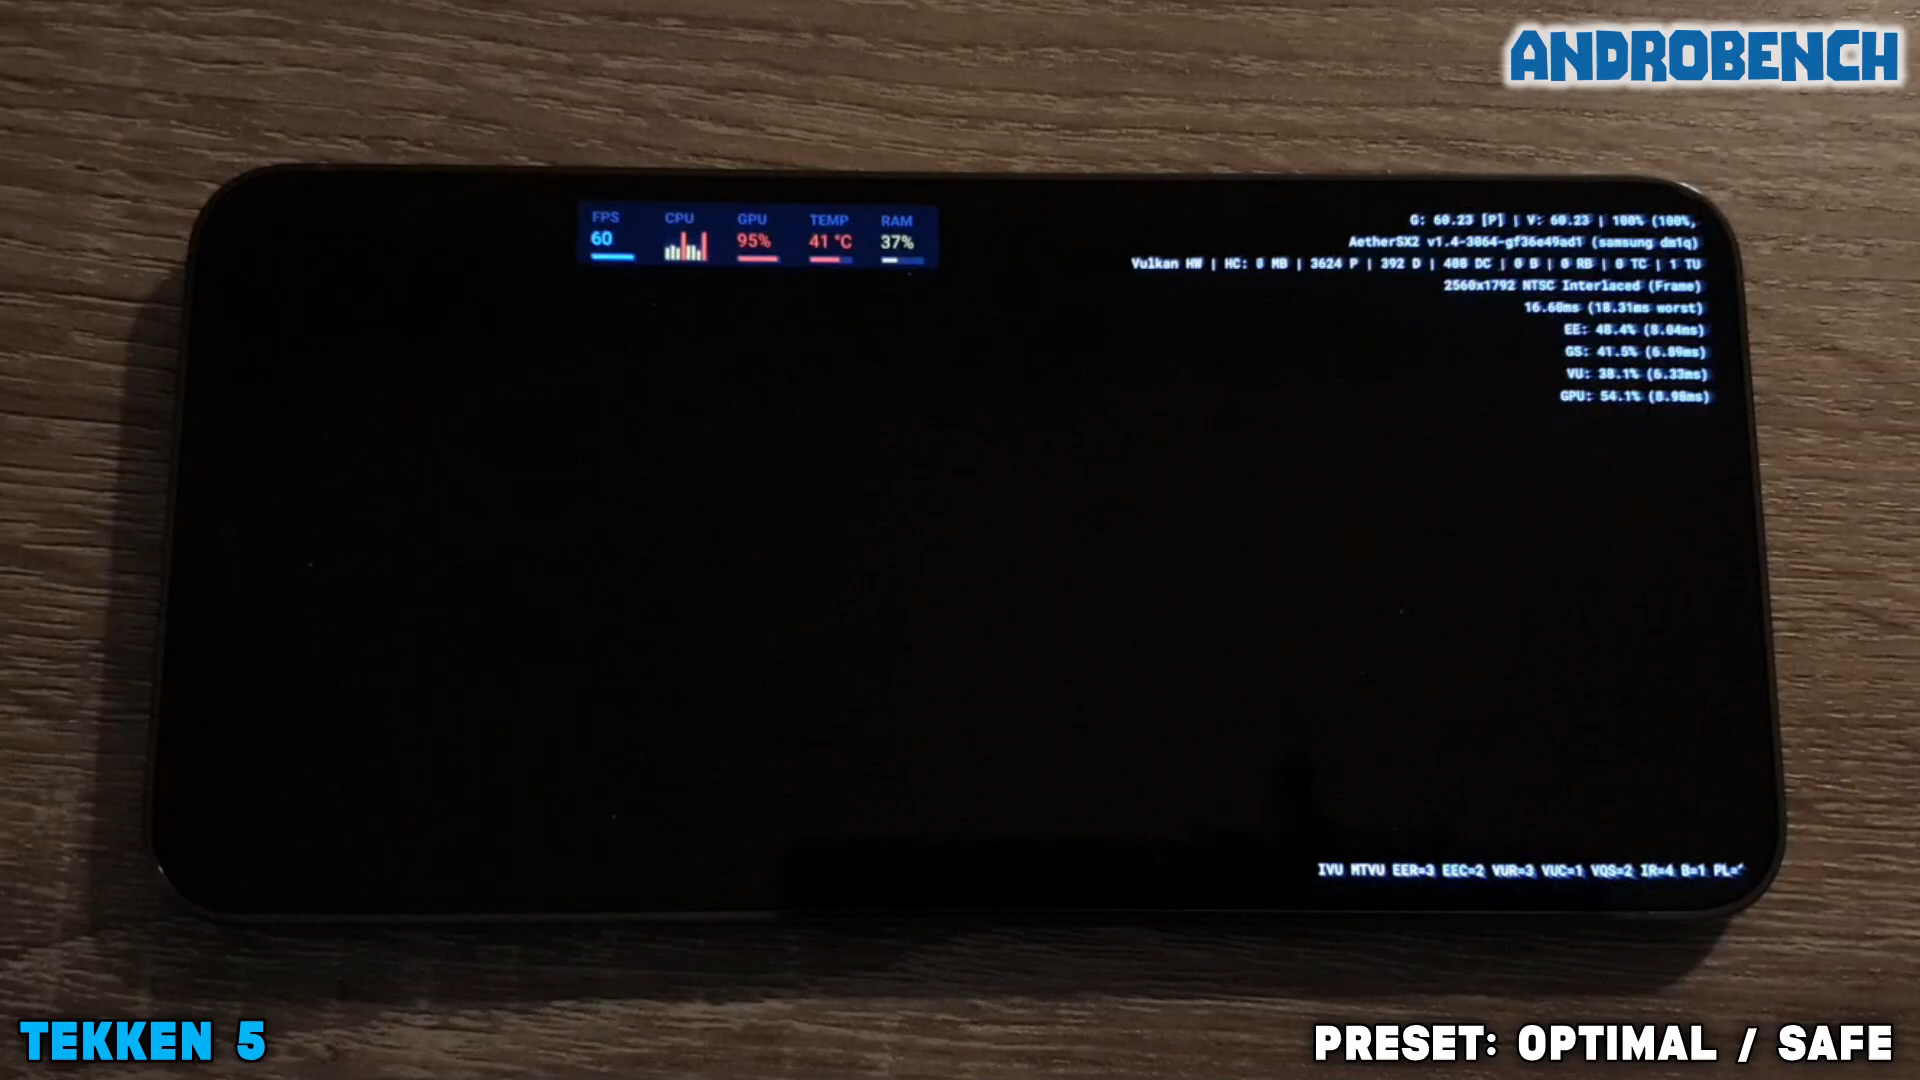 ANDROBENCH
FPS CPU GPU TEMP RAM
60 95% 41 °C 37%
G: 60.23 [P] | V: 60.23 | 100% (100%,
AetherSX2 v1.4-3064-gf36e49ad1 (samsung dm1q)
Vulkan HW | HC: 0 MB | 3624 P | 392 D | 408 DC | 0 B | 0 RB | 0 TC | 1 TU
2560x1792 NTSC Interlaced (Frame)
16.60ms (18.31ms worst)
EE: 48.4% (8.04ms)
GS: 41.5% (6.89ms)
VU: 38.1% (6.33ms)
GPU: 54.1% (8.98ms)
IVU MTVU EER=3 EEC=2 VUR=3 VUC=1 VQS=2 IR=4 B=1 PL=
TEKKEN 5
PRESET: OPTIMAL / SAFE